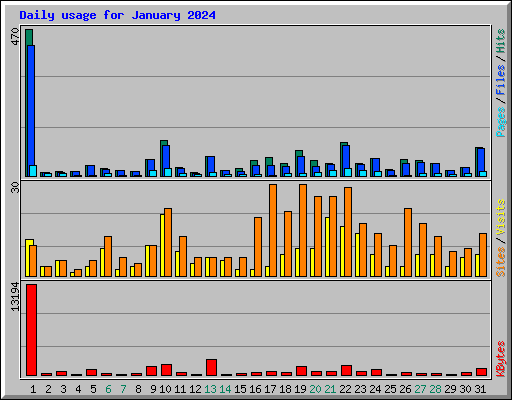 Daily usage for January 2024
470
Pages / Files / Hits
30
Sites / Visits
13194
KBytes
1 2 3 4 5 6 7 8 9 10 11 12 13 14 15 16 17 18 19 20 21 22 23 24 25 26 27 28 29 30 31